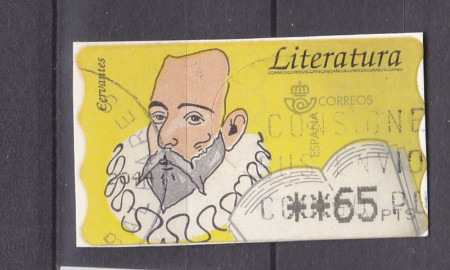 Cervantes
Literatura
CORREOS
ESPAÑA
CONSIGNE
**65 PTS